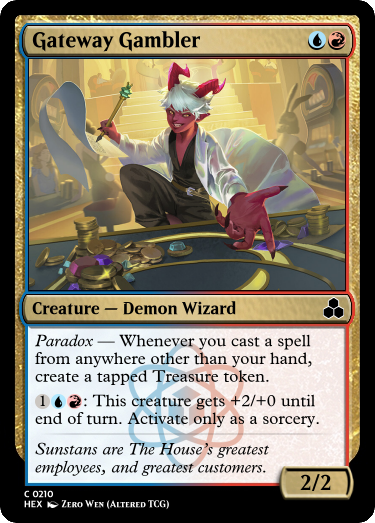 Gateway Gambler
Creature — Demon Wizard
Paradox — Whenever you cast a spell
from anywhere other than your hand,
create a tapped Treasure token.
1: This creature gets +2/+0 until
end of turn. Activate only as a sorcery.
Sunstans are The House's greatest
employees, and greatest customers.
2/2
C 0210
HEX Zero Wen (Altered TCG)